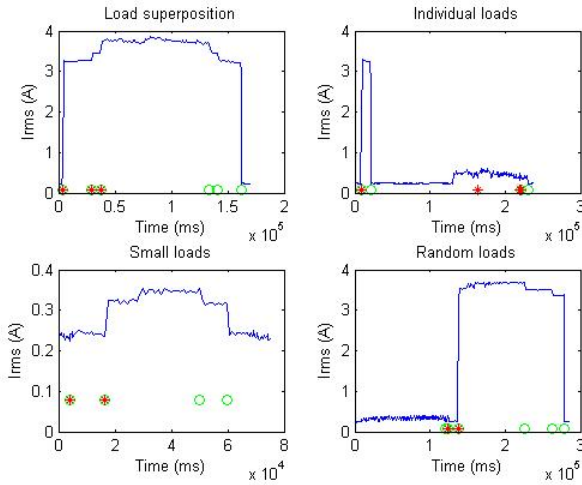 Load superposition
4
3
2
1
0
Irms (A)
0 0.5 1 1.5 2
Time (ms)
x 10^5
Individual loads
4
3
2
1
0
Irms (A)
0 1 2 3
Time (ms)
x 10^5
Small loads
0.4
0.3
0.2
0.1
0
Irms (A)
0 2 4 6 8
Time (ms)
x 10^4
Random loads
4
3
2
1
0
Irms (A)
0 1 2 3
Time (ms)
x 10^5